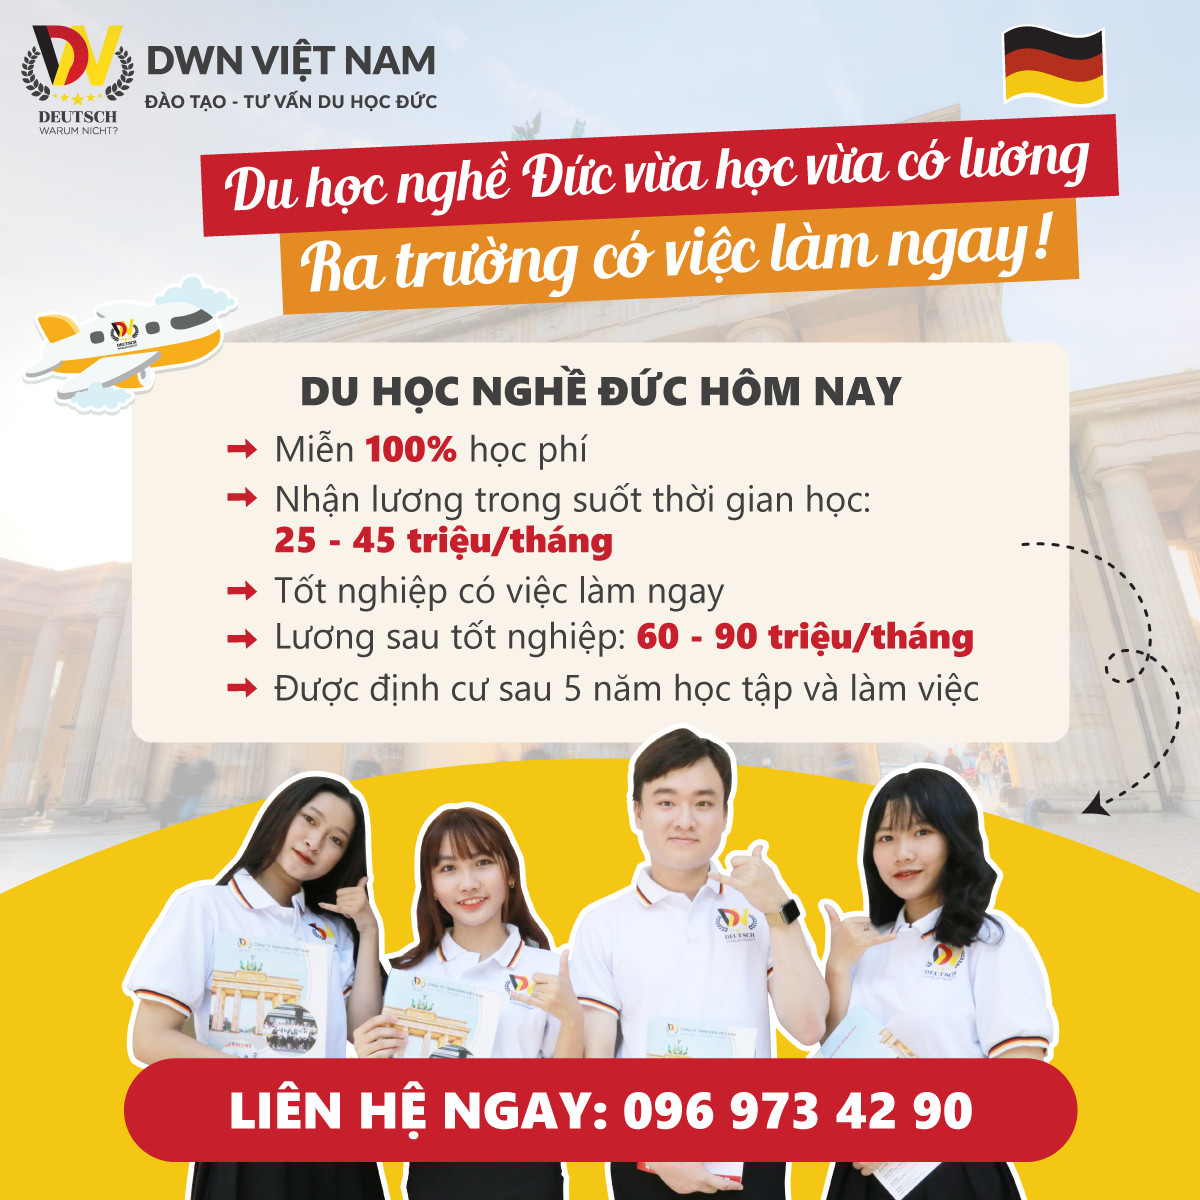 DWN VIỆT NAM
ĐÀO TẠO - TƯ VẤN DU HỌC ĐỨC
DEUTSCH
WARUM NICHT?
Du học nghề Đức vừa học vừa có lương
Ra trường có việc làm ngay!
DU HỌC NGHỀ ĐỨC HÔM NAY
Miễn 100% học phí
Nhận lương trong suốt thời gian học:
25 - 45 triệu/tháng
Tốt nghiệp có việc làm ngay
Lương sau tốt nghiệp: 60 - 90 triệu/tháng
Được định cư sau 5 năm học tập và làm việc
DEUTSCH
LIÊN HỆ NGAY: 096 973 42 90